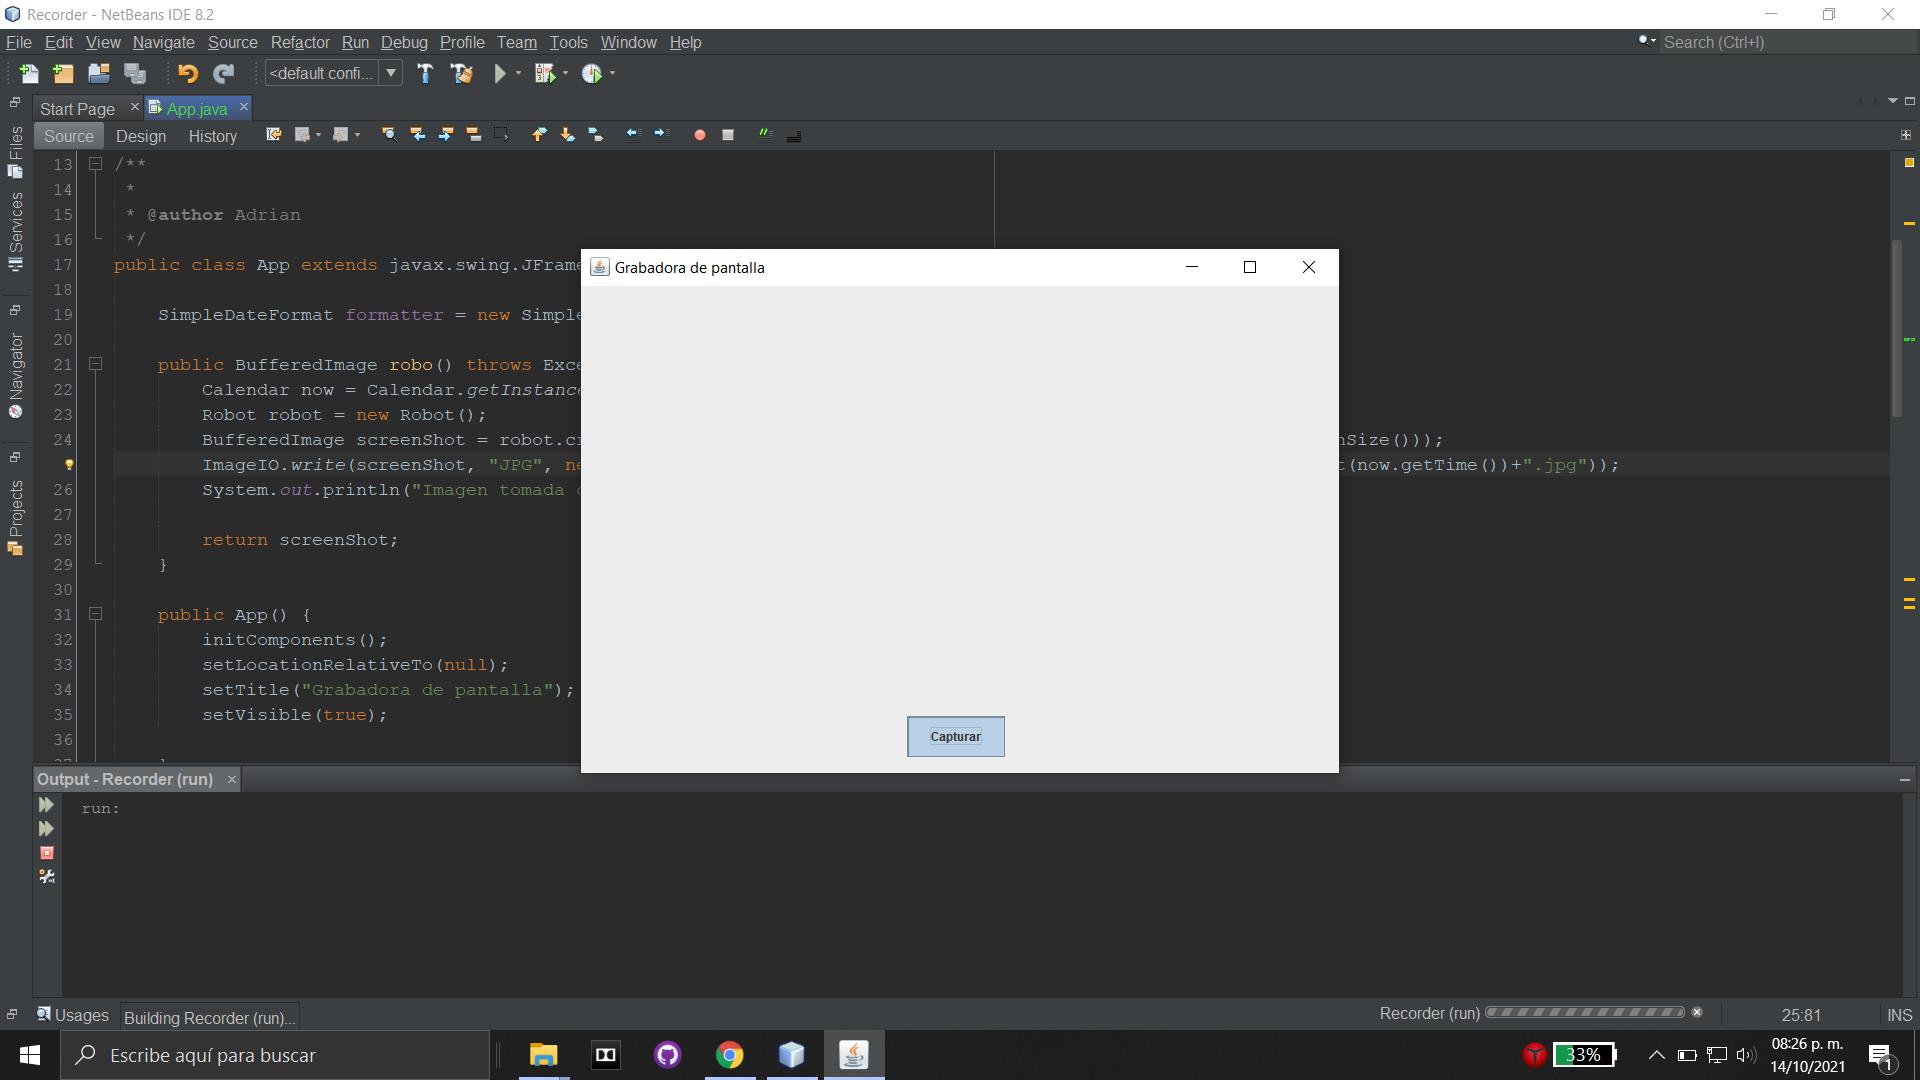 Recorder - NetBeans IDE 8.2
File Edit View Navigate Source Refactor Run Debug Profile Team Tools Window Help
Search (Ctrl+I)
<default confi...
Start Page
App.java
Source Design History
Files
Services
Navigator
Projects
13 /**
14 *
15 * @author Adrian
16 */
17 public class App extends javax.swing.JFrame
18
19 SimpleDateFormat formatter = new Simple
20
21 public BufferedImage robo() throws Exce
22 Calendar now = Calendar.getInstance
23 Robot robot = new Robot();
24 BufferedImage screenShot = robot.cr nSize()));
ImageIO.write(screenShot, "JPG", ne t(now.getTime())+".jpg"));
26 System.out.println("Imagen tomada
27
28 return screenShot;
29 }
30
31 public App() {
32 initComponents();
33 setLocationRelativeTo(null);
34 setTitle("Grabadora de pantalla");
35 setVisible(true);
36
Grabadora de pantalla
Capturar
Output - Recorder (run)
run:
Usages
Building Recorder (run)...
Recorder (run)
25:81
INS
Escribe aquí para buscar
33%
08:26 p. m.
14/10/2021
1